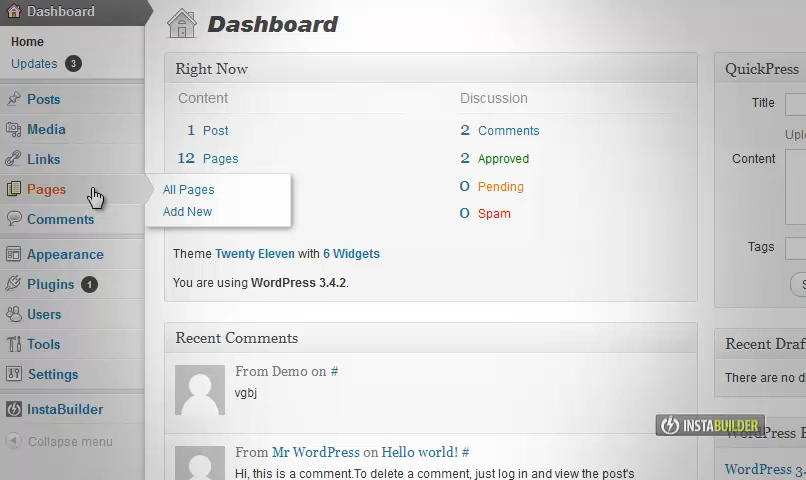 Dashboard
Home
Updates 3
Posts
Media
Links
Pages
Comments
Appearance
Plugins 1
Users
Tools
Settings
InstaBuilder
Collapse menu
Dashboard
Right Now
Content
1 Post
12 Pages
All Pages
Add New
Discussion
2 Comments
2 Approved
0 Pending
0 Spam
Theme Twenty Eleven with 6 Widgets
You are using WordPress 3.4.2.
Recent Comments
From Demo on #
vgbj
From Mr WordPress on Hello world! #
Hi, this is a comment.To delete a comment, just log in and view the post's
QuickPress
Title
Content
Tags
Recent Draf
There are no d
INSTABUILDER
WordPress
WordPress 3.